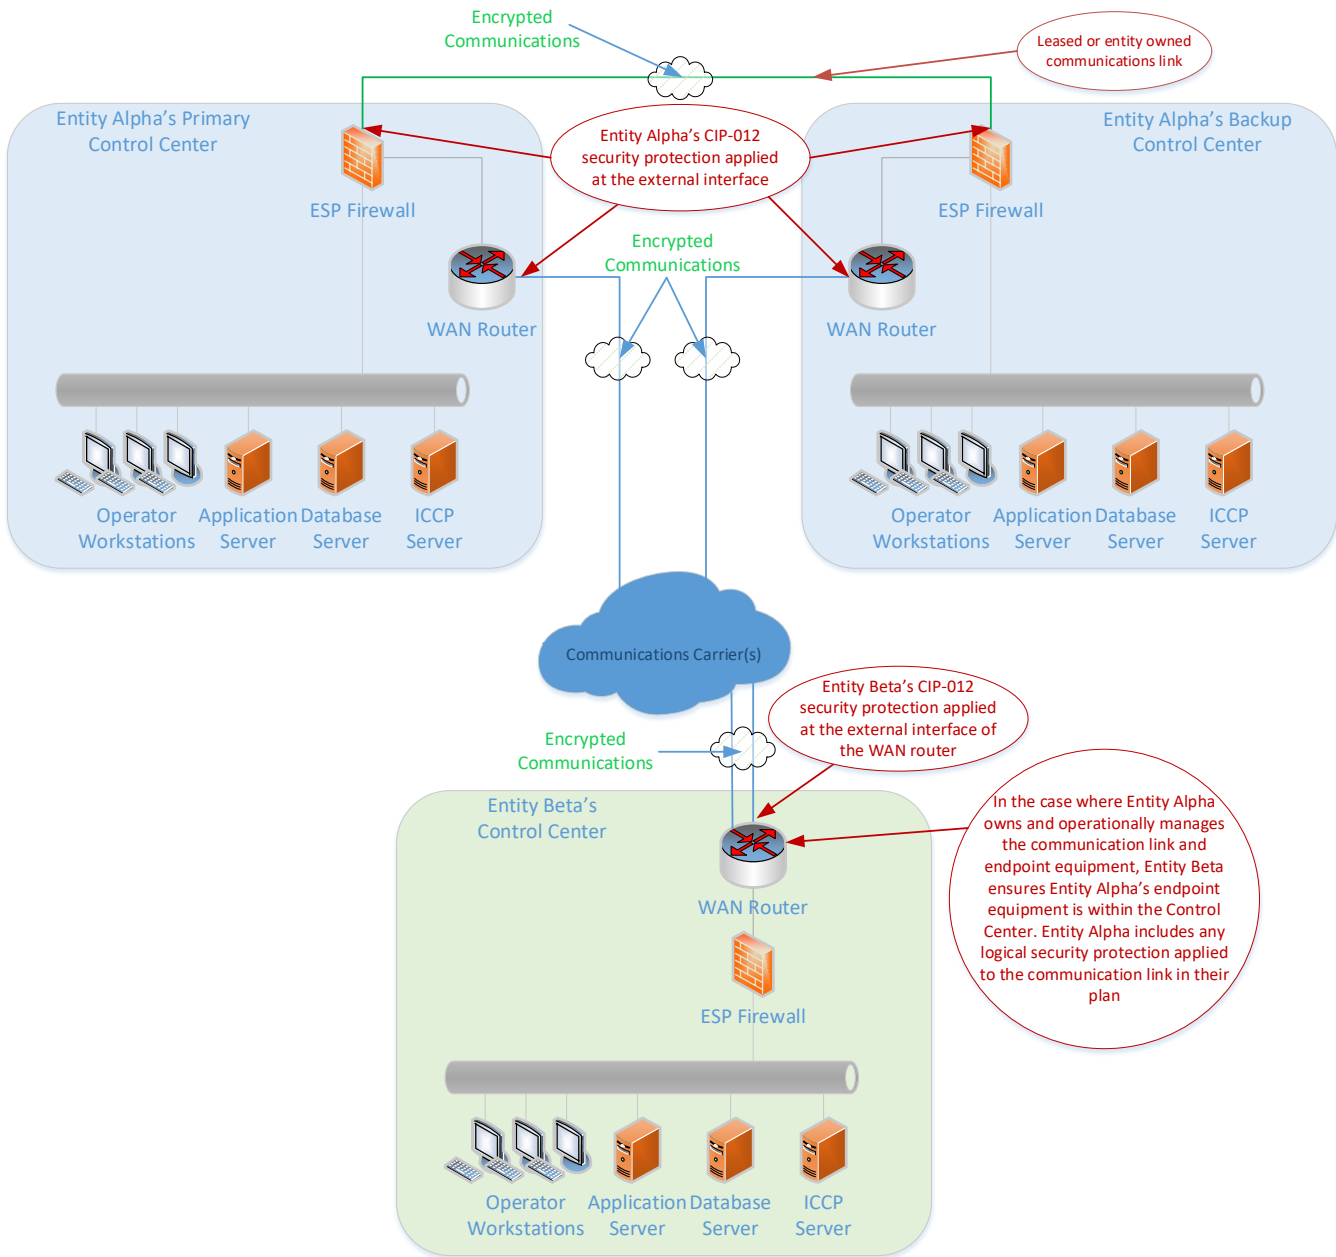 Encrypted
Communications
Leased or entity owned
communications link
Entity Alpha's Primary
Control Center
Entity Alpha's CIP-012
security protection applied
at the external interface
Entity Alpha's Backup
Control Center
ESP Firewall
ESP Firewall
Encrypted
Communications
WAN Router
WAN Router
Operator
Workstations
Application
Server
Database
Server
ICCP
Server
Operator
Workstations
Application
Server
Database
Server
ICCP
Server
Communications Carrier(s)
Entity Beta's CIP-012
security protection applied
at the external interface of
the WAN router
Encrypted
Communications
Entity Beta's
Control Center
In the case where Entity Alpha
owns and operationally manages
the communication link and
endpoint equipment, Entity Beta
ensures Entity Alpha's endpoint
equipment is within the Control
Center. Entity Alpha includes any
logical security protection applied
to the communication link in their
plan
WAN Router
ESP Firewall
Operator
Workstations
Application
Server
Database
Server
ICCP
Server